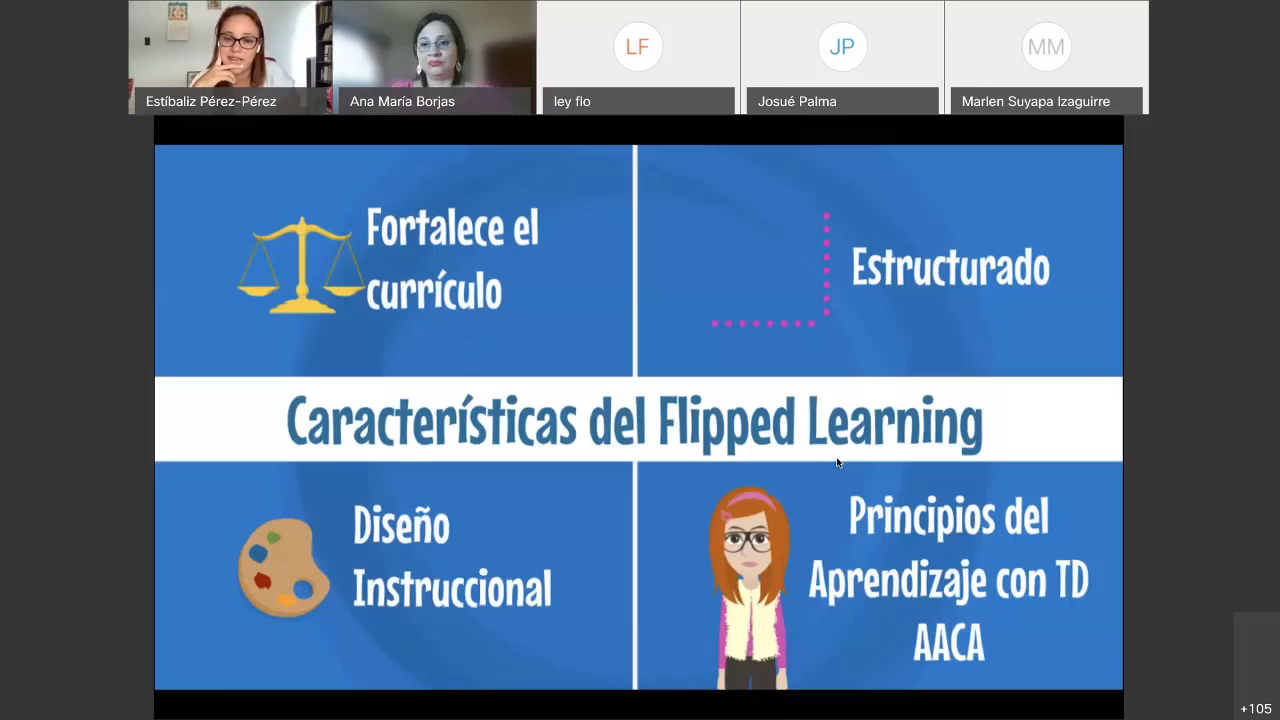 Estíbaliz Pérez-Pérez
Ana María Borjas
LF
ley flo
JP
Josué Palma
MM
Marlen Suyapa Izaguirre
Fortalece el
currículo
Estructurado
Características del Flipped Learning
Diseño
Instruccional
Principios del
Aprendizaje con TD
AACA
+105